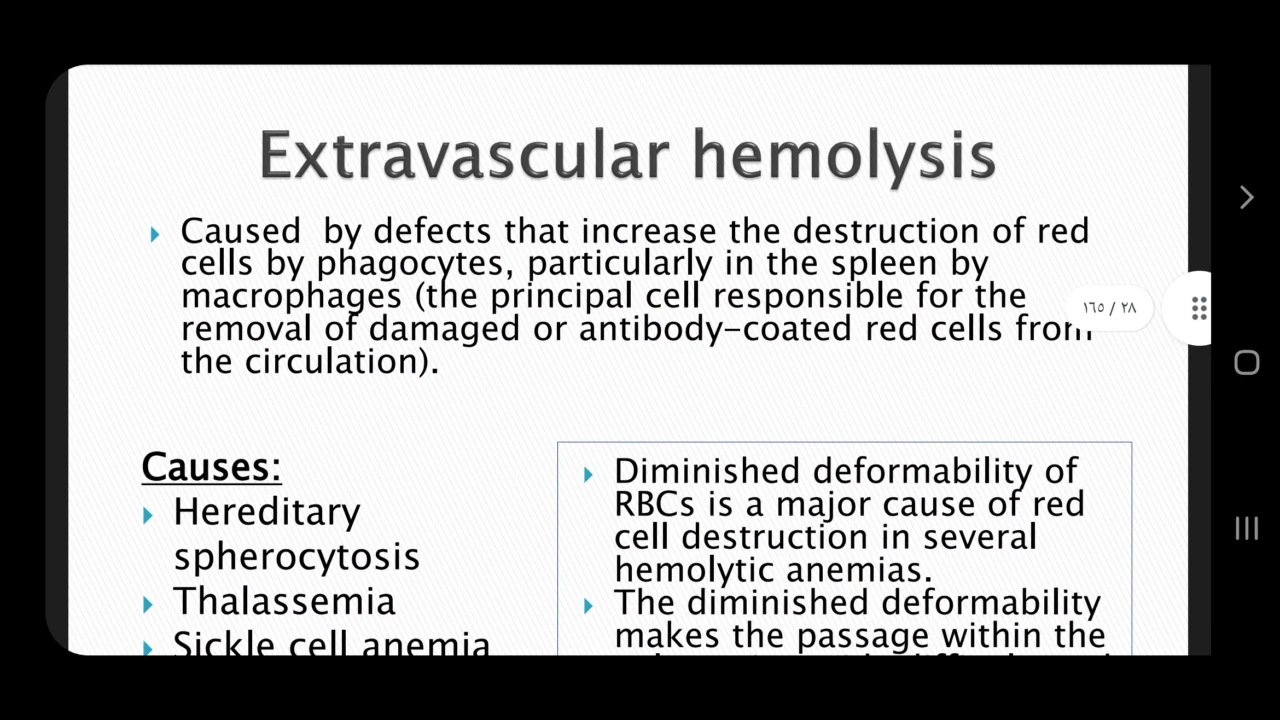 Extravascular hemolysis
Caused by defects that increase the destruction of red
cells by phagocytes, particularly in the spleen by
macrophages (the principal cell responsible for the
removal of damaged or antibody-coated red cells from
the circulation).
١٦٥ / ٢٨
Causes:
Hereditary
spherocytosis
Thalassemia
Sickle cell anemia
Diminished deformability of
RBCs is a major cause of red
cell destruction in several
hemolytic anemias.
The diminished deformability
makes the passage within the